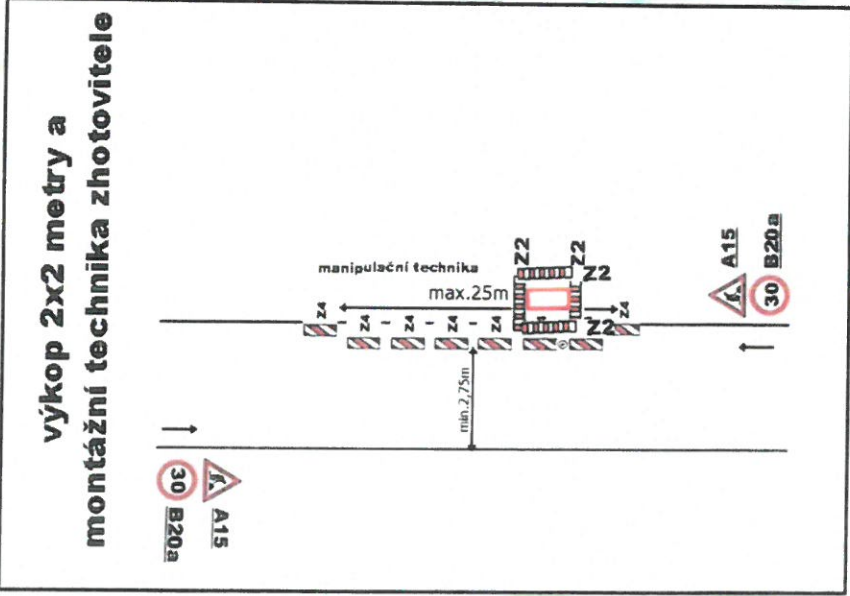 výkop 2x2 metry a
montážní technika zhotovitele
30
B20a
A15
manipulační technika
max.25m
Z2
Z2
Z2
Z2
A15
30
B20a
Z4
Z4
Z4
Z4
Z4
Z4
min.2,75m